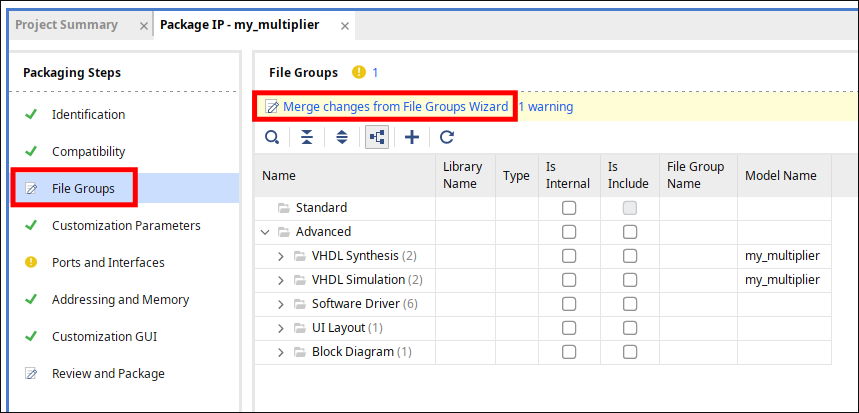 Project Summary
Package IP - my_multiplier
Packaging Steps
Identification
Compatibility
File Groups
Customization Parameters
Ports and Interfaces
Addressing and Memory
Customization GUI
Review and Package
File Groups 1
Merge changes from File Groups Wizard 1 warning
Name Library Name Type Is Internal Is Include File Group Name Model Name
Standard
Advanced
VHDL Synthesis (2) my_multiplier
VHDL Simulation (2) my_multiplier
Software Driver (6)
UI Layout (1)
Block Diagram (1)